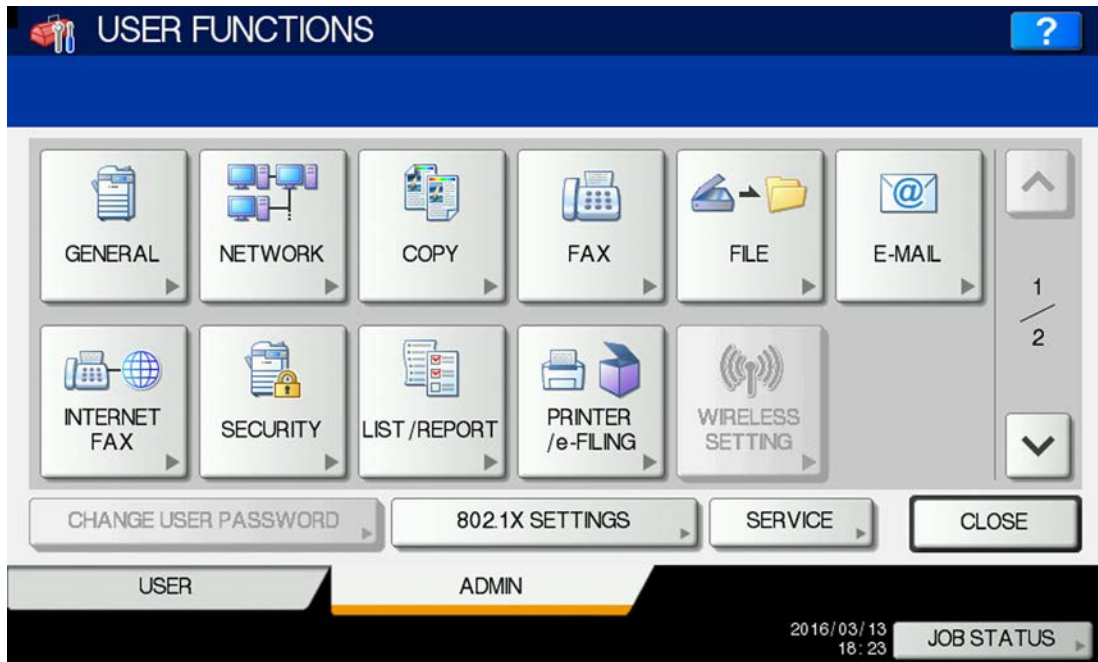 USER FUNCTIONS
?
GENERAL
NETWORK
COPY
FAX
FILE
E-MAIL
1
2
INTERNET
FAX
SECURITY
LIST/REPORT
PRINTER
/e-FILING
WIRELESS
SETTING
CHANGE USER PASSWORD
802.1X SETTINGS
SERVICE
CLOSE
USER
ADMIN
2016/03/13
18:23
JOB STATUS